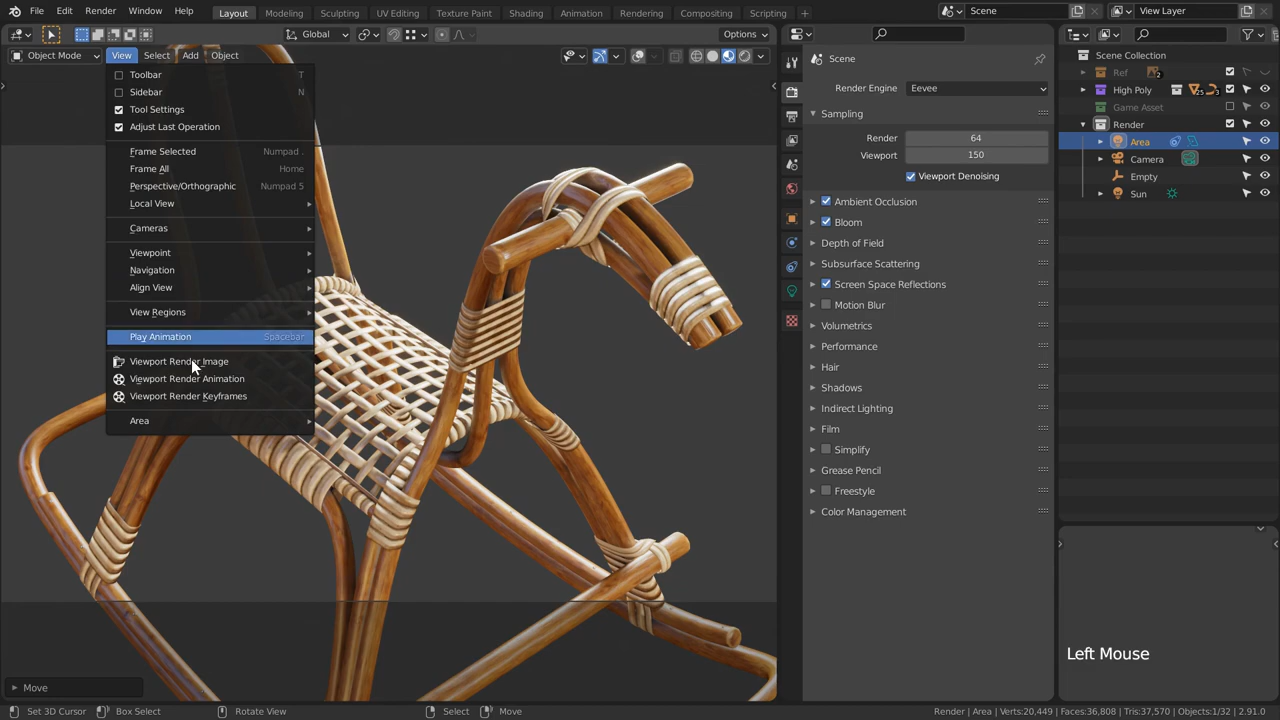 File Edit Render Window Help Layout Modeling Sculpting UV Editing Texture Paint Shading Animation Rendering Compositing Scripting + Scene View Layer
Global Options
Object Mode View Select Add Object
Toolbar T
Sidebar N
Tool Settings
Adjust Last Operation
Frame Selected Numpad .
Frame All Home
Perspective/Orthographic Numpad 5
Local View
Cameras
Viewpoint
Navigation
Align View
View Regions
Play Animation Spacebar
Viewport Render Image
Viewport Render Animation
Viewport Render Keyframes
Area
Move
Scene
Render Engine Eevee
Sampling
Render 64
Viewport 150
Viewport Denoising
Ambient Occlusion
Bloom
Depth of Field
Subsurface Scattering
Screen Space Reflections
Motion Blur
Volumetrics
Performance
Hair
Shadows
Indirect Lighting
Film
Simplify
Grease Pencil
Freestyle
Color Management
Scene Collection
Ref 2
High Poly 25 3
Game Asset
Render
Area
Camera
Empty
Sun
Left Mouse
Set 3D Cursor Box Select Rotate View Select Move Render | Area | Verts:20,449 | Faces:36,808 | Tris:37,570 | Objects:1/32 | 2.91.0